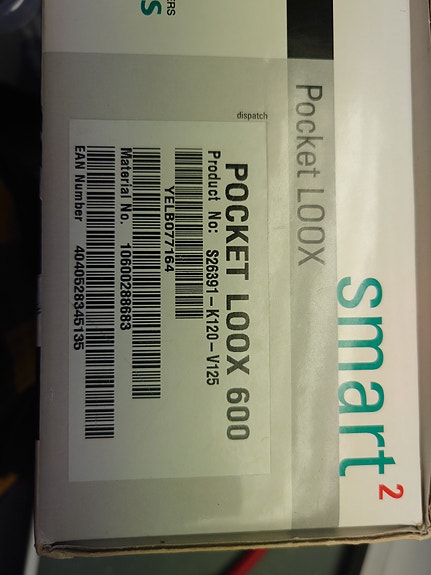 ERS
s
smart²
Pocket LOOX
dispatch
POCKET LOOX 600
Product No: S26391-K120-V125
YELB077164
Material No. 10600288683
EAN Number 4040528345135